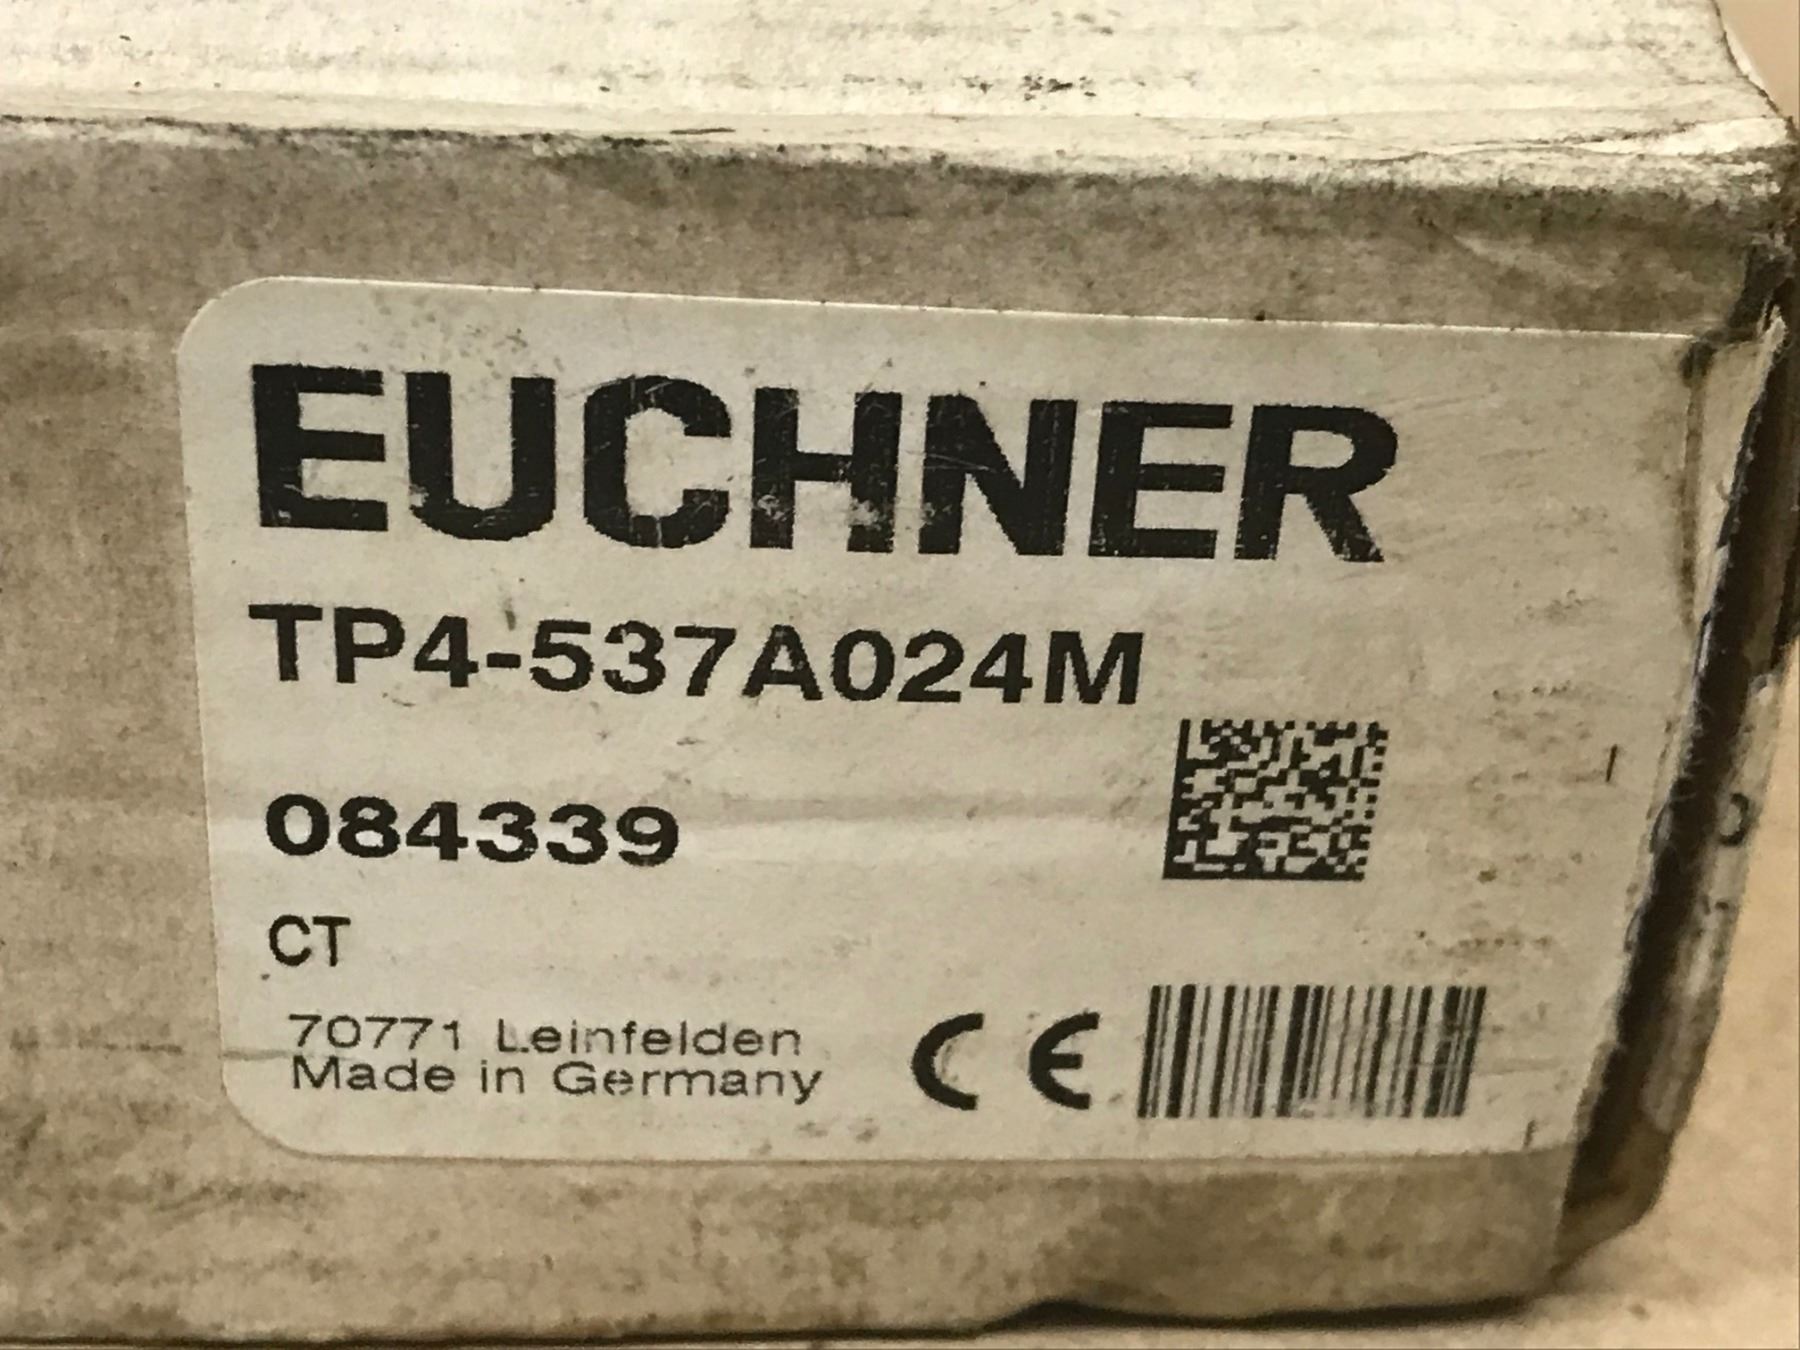 EUCHNER
TP4-537A024M
084339
CT
70771 Leinfelden
Made in Germany
CE